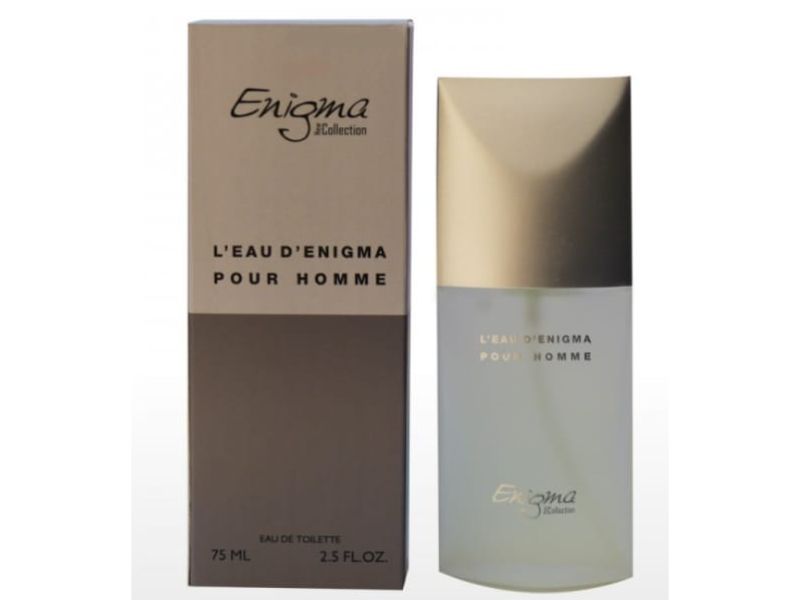 Enigma
Collection
L'EAU D'ENIGMA
POUR HOMME
EAU DE TOILETTE
75 ML 2.5 FL.OZ.
L'EAU D'ENIGMA
POUR HOMME
Enigma
Collection